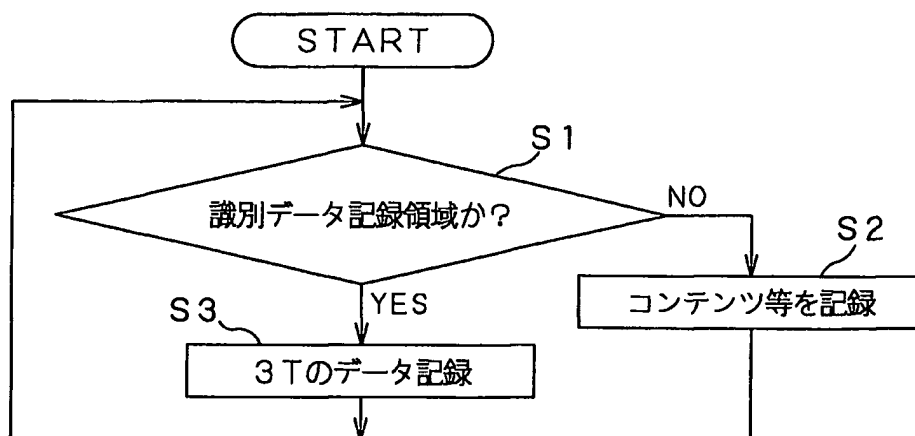 START
S1
識別データ記録領域か?
NO
S2
コンテンツ等を記録
YES
S3
3Tのデータ記録